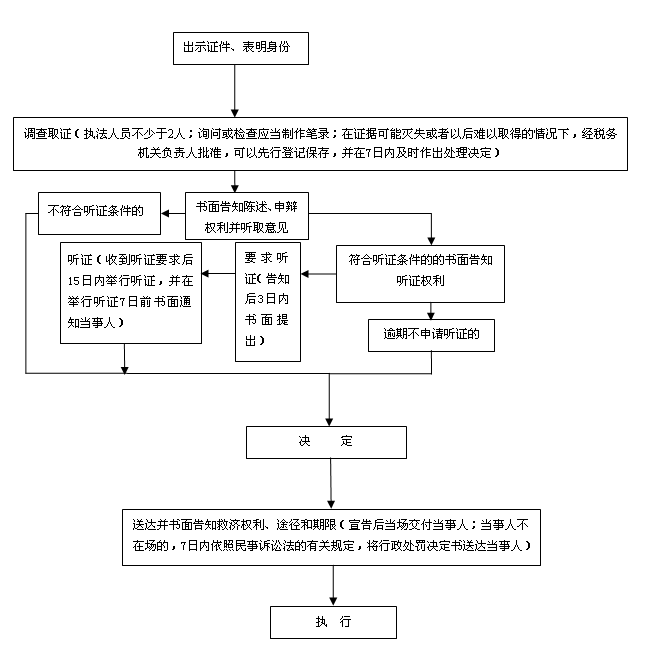 出示证件、表明身份
调查取证（执法人员不少于2人；询问或检查应当制作笔录；在证据可能灭失或者以后难以取得的情况下，经税务
机关负责人批准，可以先行登记保存，并在7日内及时作出处理决定）
不符合听证条件的
书面告知陈述、申辩
权利并听取意见
听证（收到听证要求后
15日内举行听证，并在
举行听证7日前书面通
知当事人）
要求听
证（告知
后3日内
书面提
出）
符合听证条件的的书面告知
听证权利
逾期不申请听证的
决 定
送达并书面告知救济权利、途径和期限（宣告后当场交付当事人；当事人不
在场的，7日内依照民事诉讼法的有关规定，将行政处罚决定书送达当事人）
执 行